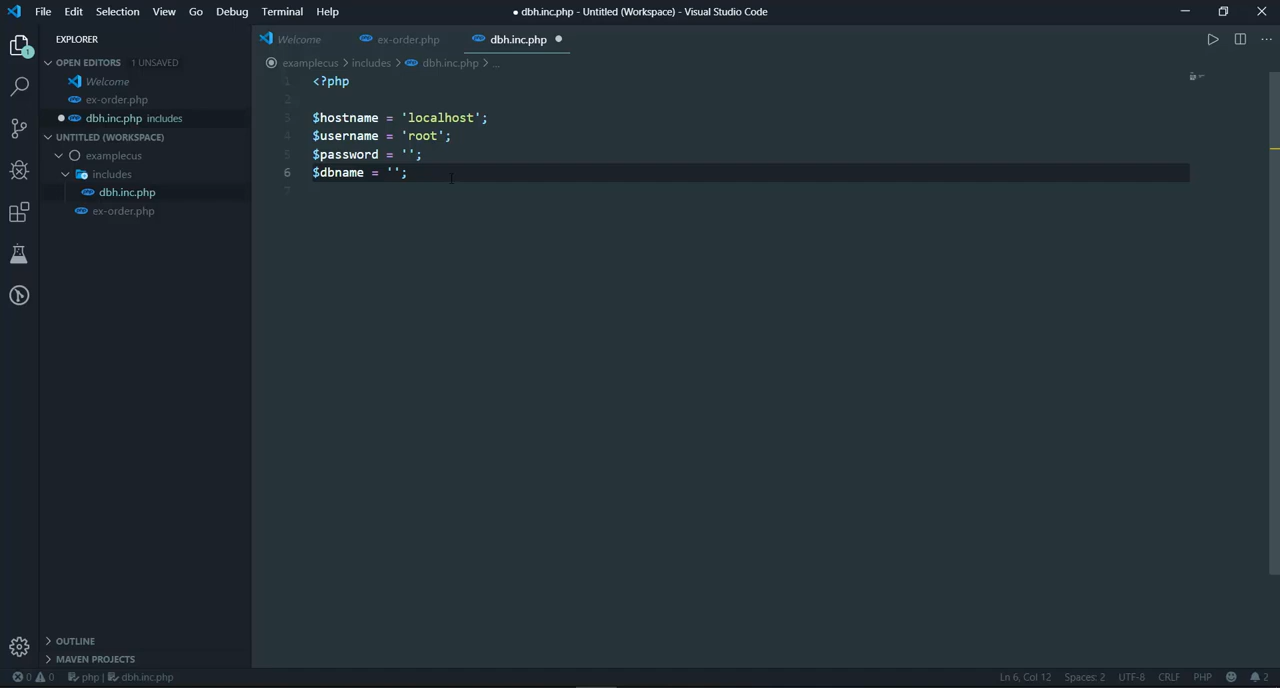 File Edit Selection View Go Debug Terminal Help
● dbh.inc.php - Untitled (Workspace) - Visual Studio Code
EXPLORER
OPEN EDITORS 1 UNSAVED
Welcome
ex-order.php
dbh.inc.php includes
UNTITLED (WORKSPACE)
examplecus
includes
dbh.inc.php
ex-order.php
OUTLINE
MAVEN PROJECTS
1
Welcome
ex-order.php
dbh.inc.php
examplecus > includes > dbh.inc.php > ...
1 <?php
2
3 $hostname = 'localhost';
4 $username = 'root';
5 $password = '';
6 $dbname = '';
7
0 0 php | dbh.inc.php
Ln 6, Col 12 Spaces: 2 UTF-8 CRLF PHP 2